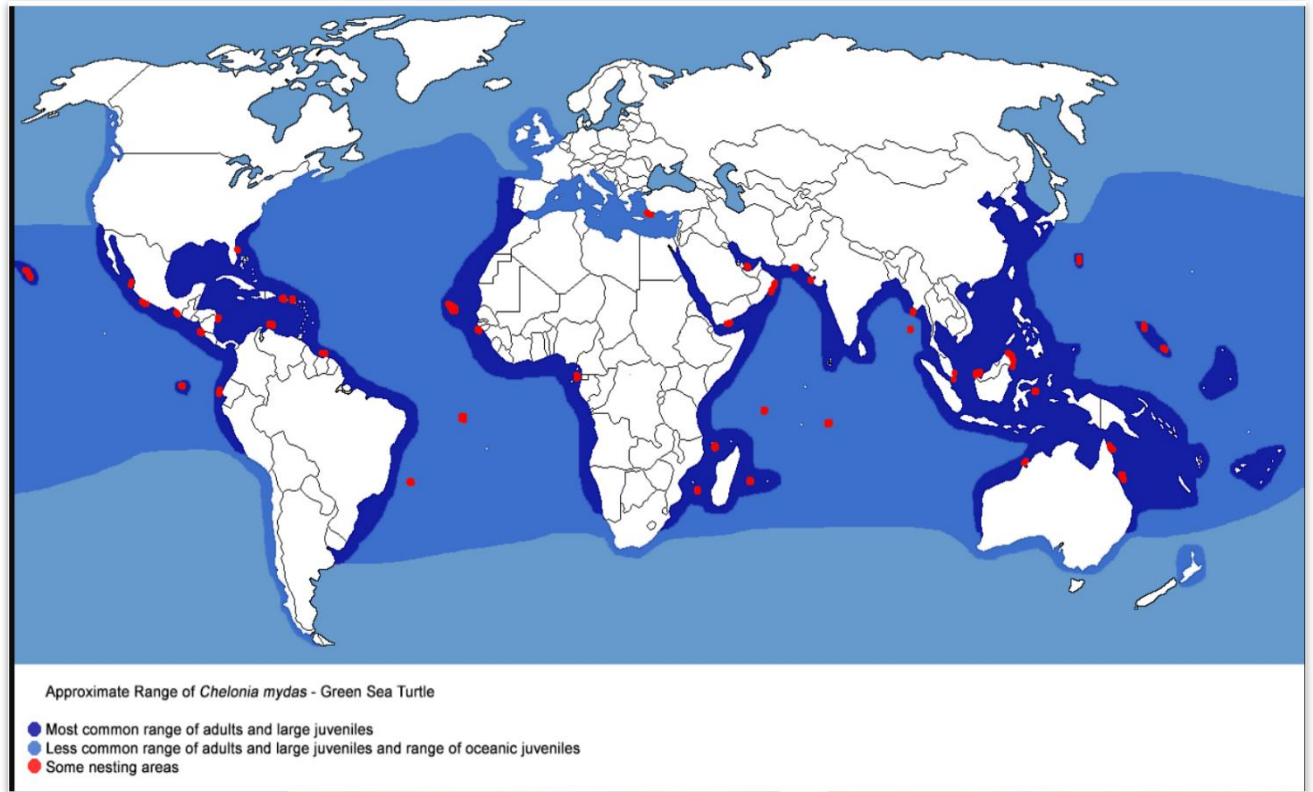 Approximate Range of Chelonia mydas - Green Sea Turtle
Most common range of adults and large juveniles
Less common range of adults and large juveniles and range of oceanic juveniles
Some nesting areas